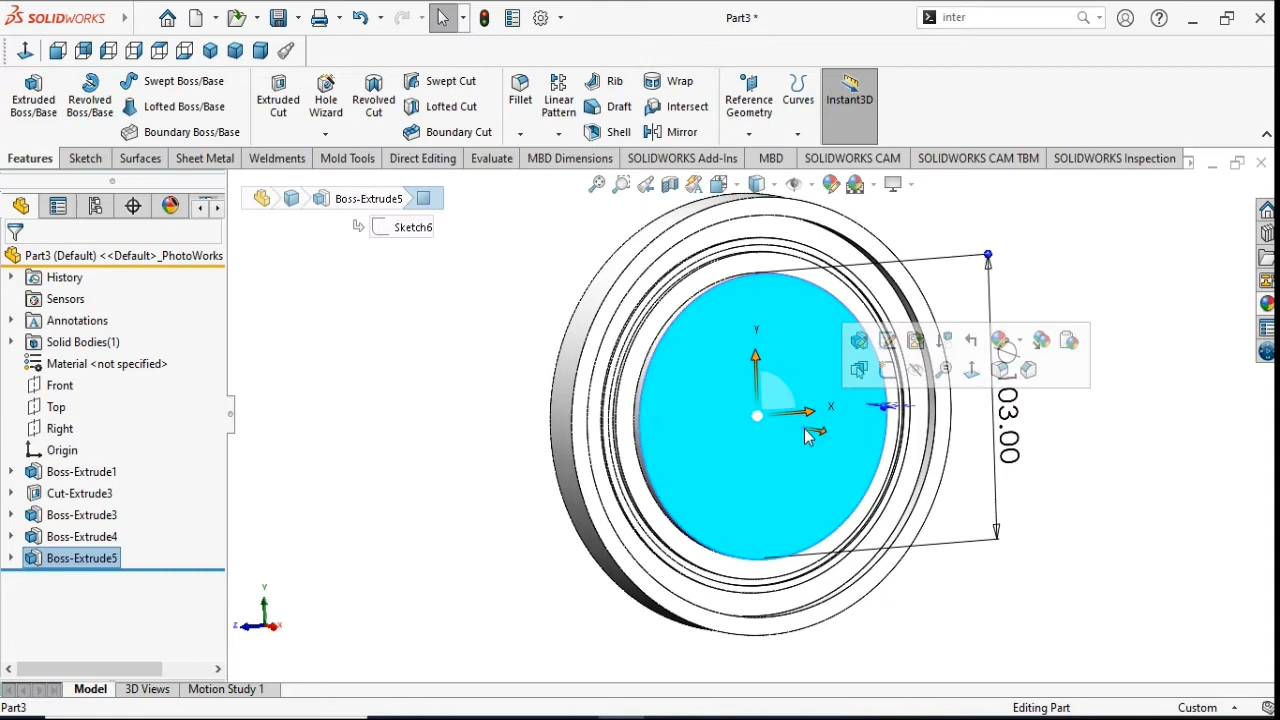 SOLIDWORKS
Part3 *
inter
Extruded Boss/Base
Revolved Boss/Base
Swept Boss/Base
Lofted Boss/Base
Boundary Boss/Base
Extruded Cut
Hole Wizard
Revolved Cut
Swept Cut
Lofted Cut
Boundary Cut
Fillet
Linear Pattern
Rib
Draft
Shell
Wrap
Intersect
Mirror
Reference Geometry
Curves
Instant3D
Features
Sketch
Surfaces
Sheet Metal
Weldments
Mold Tools
Direct Editing
Evaluate
MBD Dimensions
SOLIDWORKS Add-Ins
MBD
SOLIDWORKS CAM
SOLIDWORKS CAM TBM
SOLIDWORKS Inspection
Boss-Extrude5
Sketch6
Part3 (Default) <<Default>_PhotoWorks
History
Sensors
Annotations
Solid Bodies(1)
Material <not specified>
Front
Top
Right
Origin
Boss-Extrude1
Cut-Extrude3
Boss-Extrude3
Boss-Extrude4
Boss-Extrude5
Y
X
03.00
Y
Z
X
Model
3D Views
Motion Study 1
Part3
Editing Part
Custom